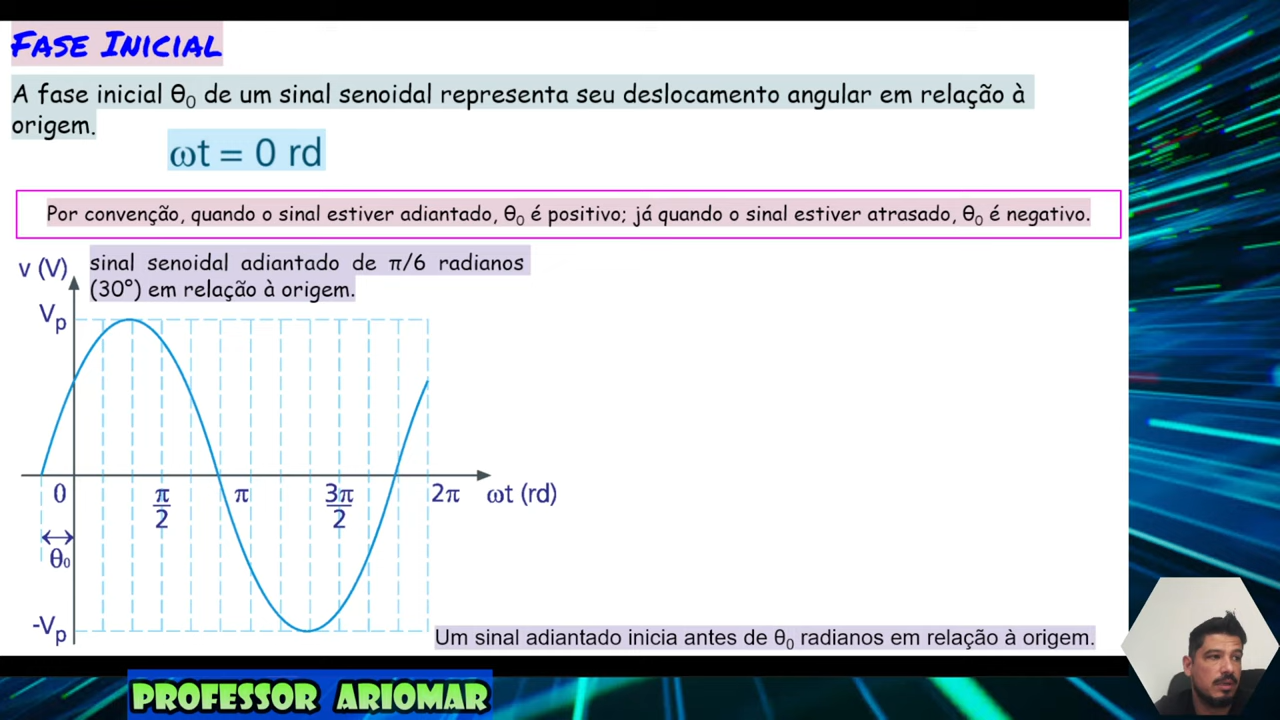 FASE INICIAL
A fase inicial θ₀ de um sinal senoidal representa seu deslocamento angular em relação à
origem.
ωt = 0 rd
Por convenção, quando o sinal estiver adiantado, θ₀ é positivo; já quando o sinal estiver atrasado, θ₀ é negativo.
v (V)
sinal senoidal adiantado de π/6 radianos
(30°) em relação à origem.
Vp
0 π/2 π 3π/2 2π ωt (rd)
θ₀
-Vp
Um sinal adiantado inicia antes de θ₀ radianos em relação à origem.
PROFESSOR ARIOMAR